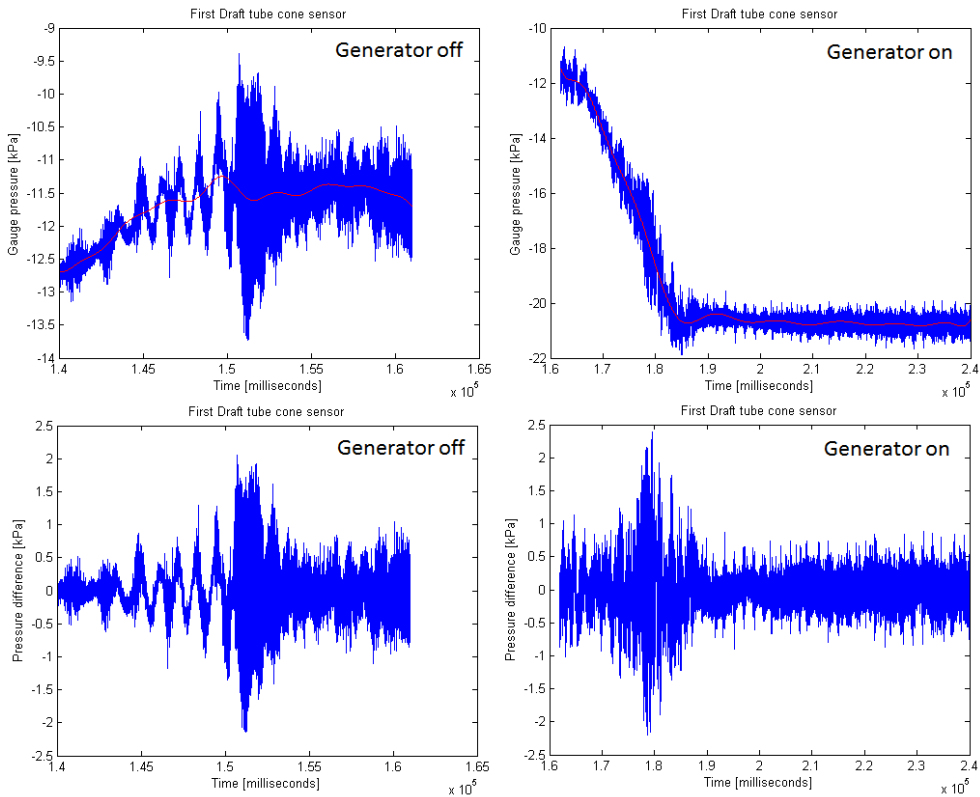 First Draft tube cone sensor
Generator off
-9
-9.5
-10
-10.5
-11
-11.5
-12
-12.5
-13
-13.5
-14
Gauge pressure [kPa]
1.4 1.45 1.5 1.55 1.6 1.65
Time [milliseconds]
x 10^5
First Draft tube cone sensor
Generator on
-10
-12
-14
-16
-18
-20
-22
Gauge pressure [kPa]
1.6 1.7 1.8 1.9 2 2.1 2.2 2.3 2.4
Time [milliseconds]
x 10^5
First Draft tube cone sensor
Generator off
2.5
2
1.5
1
0.5
0
-0.5
-1
-1.5
-2
-2.5
Pressure difference [kPa]
1.4 1.45 1.5 1.55 1.6 1.65
Time [milliseconds]
x 10^5
First Draft tube cone sensor
Generator on
2.5
2
1.5
1
0.5
0
-0.5
-1
-1.5
-2
-2.5
Pressure difference [kPa]
1.6 1.7 1.8 1.9 2 2.1 2.2 2.3 2.4
Time [milliseconds]
x 10^5